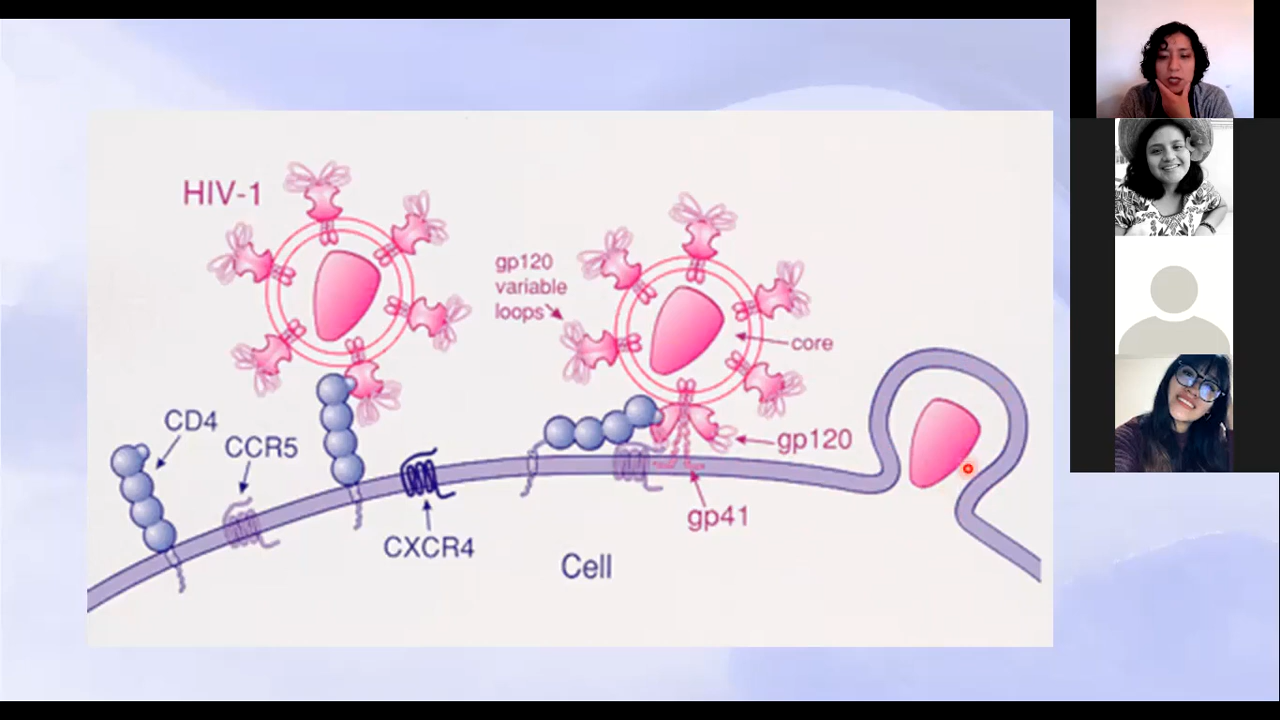 HIV-1
gp120
variable
loops
core
CD4
CCR5
gp120
gp41
CXCR4
Cell